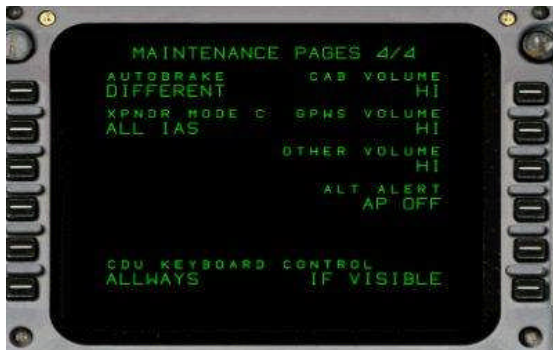 MAINTENANCE PAGES 4/4
AUTOBRAKE CAB VOLUME
DIFFERENT HI
XPNDR MODE C GPWS VOLUME
ALL IAS HI
OTHER VOLUME
HI
ALT ALERT
AP OFF
CDU KEYBOARD CONTROL
ALLWAYS IF VISIBLE